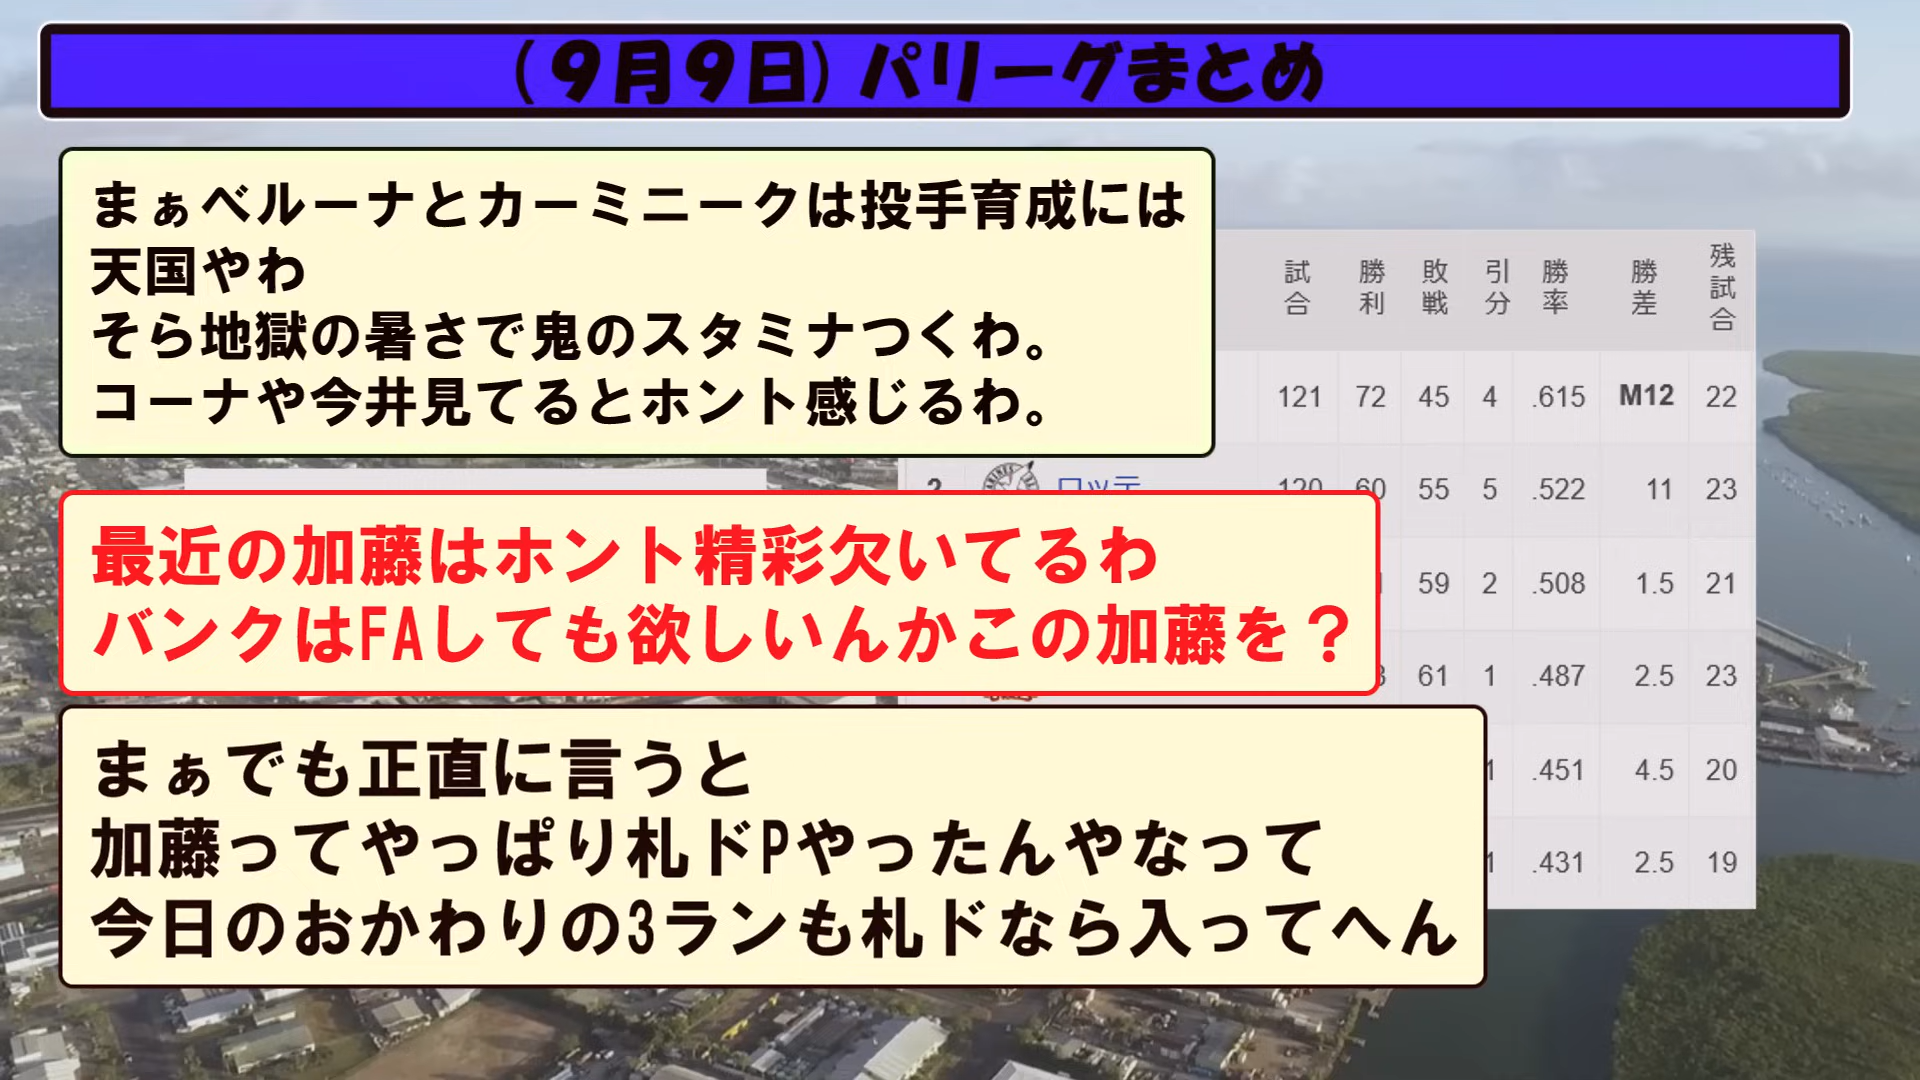 (９月９日) パリーグまとめ
まぁベルーナとカーミニークは投手育成には
天国やわ
そら地獄の暑さで鬼のスタミナつくわ。
コーナや今井見てるとホント感じるわ。
最近の加藤はホント精彩欠いてるわ
バンクはFAしても欲しいんかこの加藤を？
まぁでも正直に言うと
加藤ってやっぱり札ドPやったんやなって
今日のおかわりの3ランも札ドなら入ってへん
試合 勝利 敗戦 引分 勝率 勝差 残試合
121 72 45 4 .615 M12 22
2 ロッテ 120 60 55 5 .522 11 23
59 2 .508 1.5 21
61 1 .487 2.5 23
1 .451 4.5 20
1 .431 2.5 19